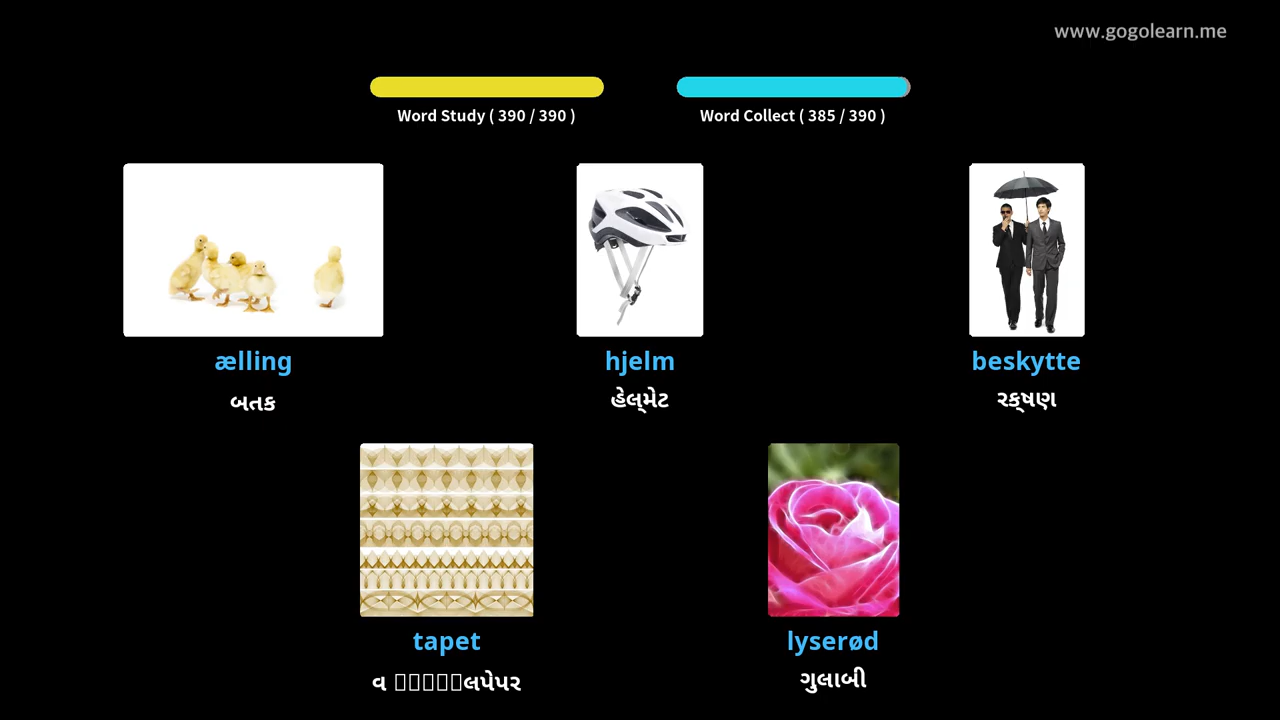 www.gogolearn.me
Word Study ( 390 / 390 )
Word Collect ( 385 / 390 )
ælling
hjelm
beskytte
બતક
હેલ્મેટ
રક્ષણ
tapet
lyserød
વ □□□□□લપેપર
ગુલાબી